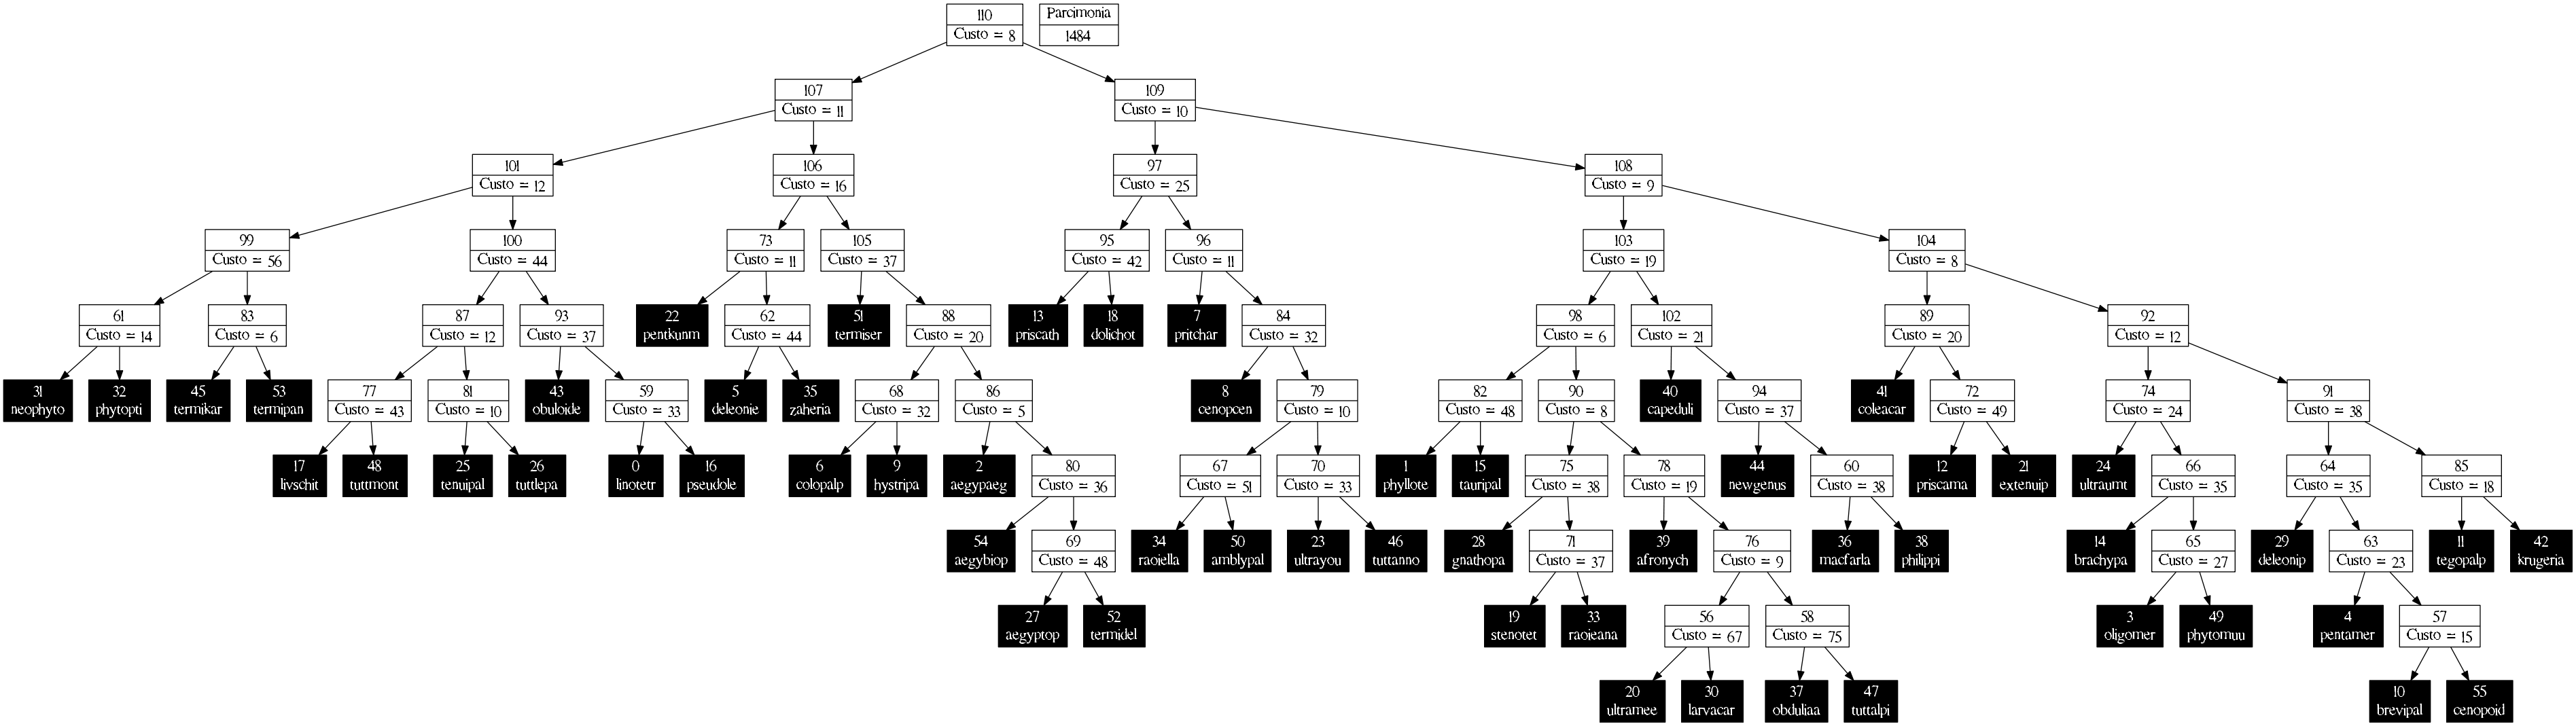 110
Custo = 8
Parcimonia
1484
107
Custo = 11
109
Custo = 10
101
Custo = 12
106
Custo = 16
97
Custo = 25
108
Custo = 9
99
Custo = 56
100
Custo = 44
73
Custo = 11
105
Custo = 37
95
Custo = 42
96
Custo = 11
103
Custo = 19
104
Custo = 8
61
Custo = 14
83
Custo = 6
87
Custo = 12
93
Custo = 37
22
pentkunm
62
Custo = 44
51
termiser
88
Custo = 20
13
priscath
18
dolichot
7
pritchar
84
Custo = 32
98
Custo = 6
102
Custo = 21
89
Custo = 20
92
Custo = 12
31
neophyto
32
phytopti
45
termikar
53
termipan
77
Custo = 43
81
Custo = 10
43
obuloide
59
Custo = 33
5
deleonie
35
zaheria
68
Custo = 32
86
Custo = 5
8
cenopcen
79
Custo = 10
82
Custo = 48
90
Custo = 8
40
capeduli
94
Custo = 37
41
coleacar
72
Custo = 49
74
Custo = 24
91
Custo = 38
17
livschit
48
tuttmont
25
tenuipal
26
tuttlepa
0
linotetr
16
pseudole
6
colopalp
9
hystripa
2
aegypaeg
80
Custo = 36
67
Custo = 51
70
Custo = 33
1
phyllote
15
tauripal
75
Custo = 38
78
Custo = 19
44
newgenus
60
Custo = 38
12
priscama
21
extenuip
24
ultraumt
66
Custo = 35
64
Custo = 35
85
Custo = 18
54
aegybiop
69
Custo = 48
34
raoiella
50
amblypal
23
ultrayou
46
tuttanno
28
gnathopa
71
Custo = 37
39
afronych
76
Custo = 9
36
macfarla
38
philippi
14
brachypa
65
Custo = 27
29
deleonip
63
Custo = 23
11
tegopalp
42
krugeria
27
aegyptop
52
termidel
19
stenotet
33
raoieana
56
Custo = 67
58
Custo = 75
3
oligomer
49
phytomuu
4
pentamer
57
Custo = 15
20
ultramee
30
larvacar
37
obduliaa
47
tuttalpi
10
brevipal
55
cenopoid